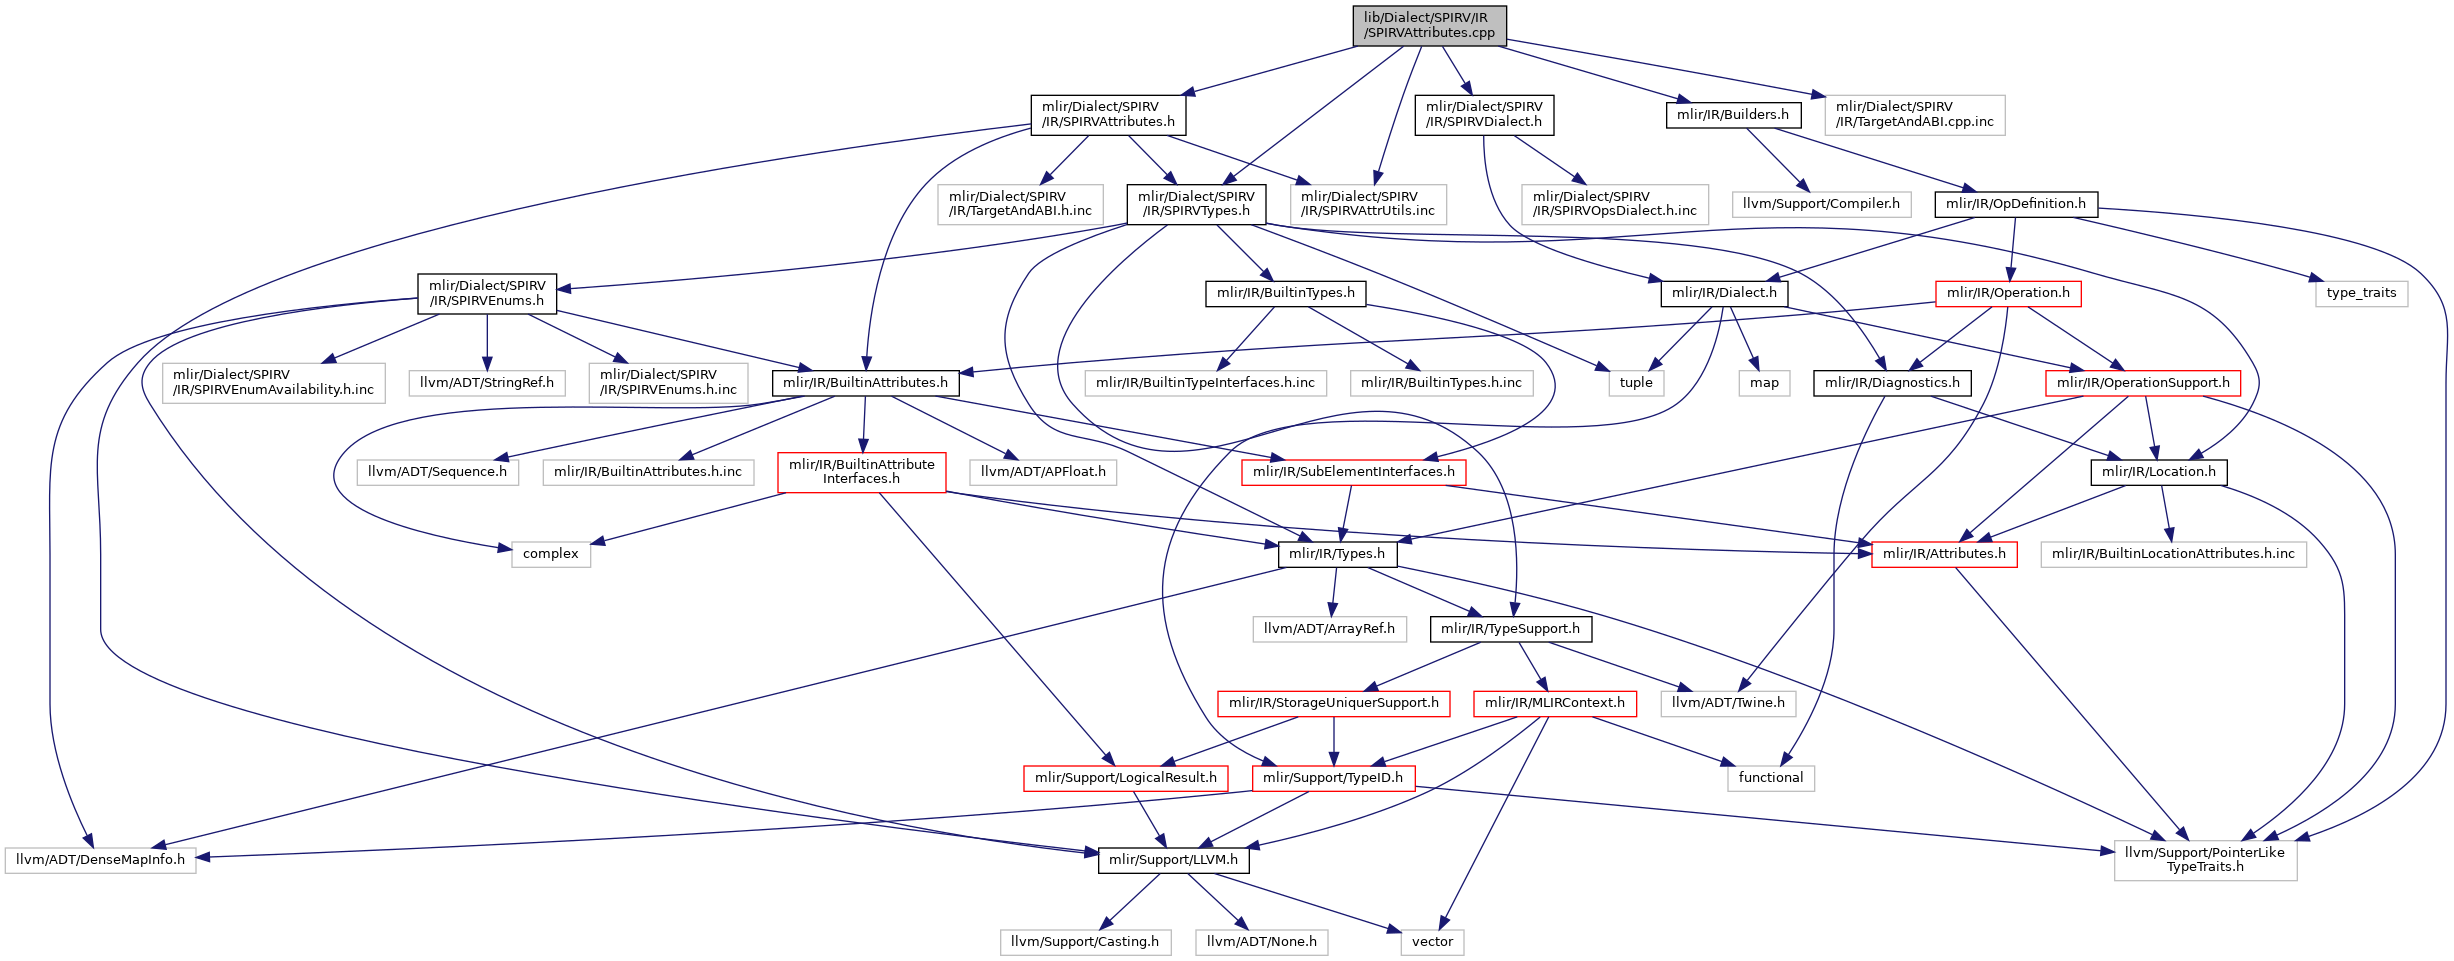 lib/Dialect/SPIRV/IR
/SPIRVAttributes.cpp
mlir/Dialect/SPIRV
/IR/SPIRVAttributes.h
mlir/Dialect/SPIRV
/IR/SPIRVDialect.h
mlir/IR/Builders.h
mlir/Dialect/SPIRV
/IR/TargetAndABI.cpp.inc
mlir/Dialect/SPIRV
/IR/TargetAndABI.h.inc
mlir/Dialect/SPIRV
/IR/SPIRVTypes.h
mlir/Dialect/SPIRV
/IR/SPIRVAttrUtils.inc
mlir/Dialect/SPIRV
/IR/SPIRVOpsDialect.h.inc
llvm/Support/Compiler.h
mlir/IR/OpDefinition.h
mlir/Dialect/SPIRV
/IR/SPIRVEnums.h
mlir/IR/BuiltinTypes.h
mlir/IR/Dialect.h
mlir/IR/Operation.h
type_traits
mlir/Dialect/SPIRV
/IR/SPIRVEnumAvailability.h.inc
llvm/ADT/StringRef.h
mlir/Dialect/SPIRV
/IR/SPIRVEnums.h.inc
mlir/IR/BuiltinAttributes.h
mlir/IR/BuiltinTypeInterfaces.h.inc
mlir/IR/BuiltinTypes.h.inc
tuple
map
mlir/IR/Diagnostics.h
mlir/IR/OperationSupport.h
llvm/ADT/Sequence.h
mlir/IR/BuiltinAttributes.h.inc
mlir/IR/BuiltinAttribute
Interfaces.h
llvm/ADT/APFloat.h
mlir/IR/SubElementInterfaces.h
mlir/IR/Location.h
complex
mlir/IR/Types.h
mlir/IR/Attributes.h
mlir/IR/BuiltinLocationAttributes.h.inc
llvm/ADT/ArrayRef.h
mlir/IR/TypeSupport.h
mlir/IR/StorageUniquerSupport.h
mlir/IR/MLIRContext.h
llvm/ADT/Twine.h
mlir/Support/LogicalResult.h
mlir/Support/TypeID.h
functional
llvm/ADT/DenseMapInfo.h
mlir/Support/LLVM.h
llvm/Support/PointerLike
TypeTraits.h
llvm/Support/Casting.h
llvm/ADT/None.h
vector